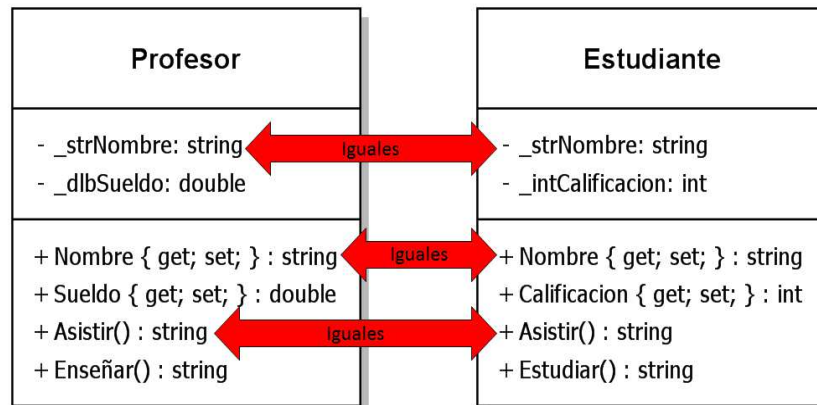 Profesor
- _strNombre: string
- _dlbSueldo: double
+ Nombre { get; set; } : string
+ Sueldo { get; set; } : double
+ Asistir() : string
+ Enseñar() : string
Iguales
Iguales
Iguales
Estudiante
- _strNombre: string
- _intCalificacion: int
+ Nombre { get; set; } : string
+ Calificacion { get; set; } : int
+ Asistir() : string
+ Estudiar() : string